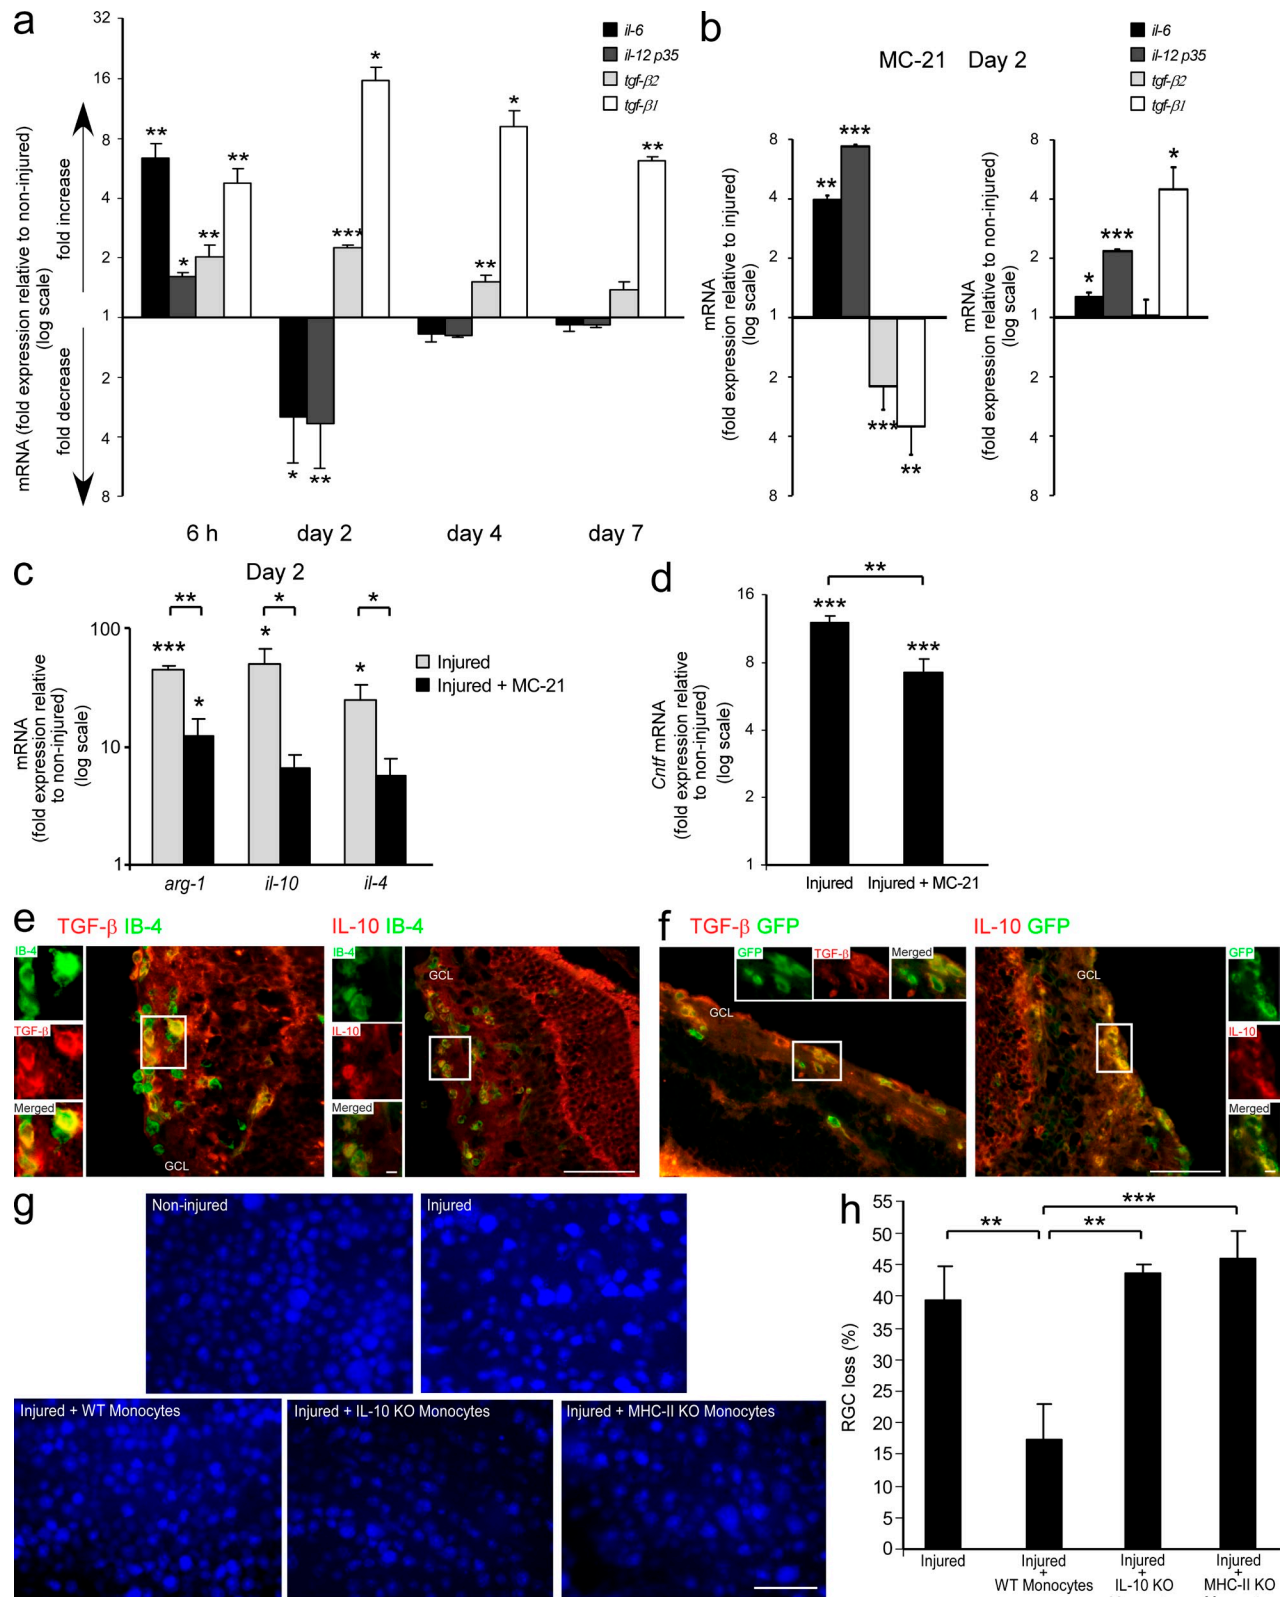 a
32
16
8
4
2
1
2
4
8
mRNA (fold expression relative to non-injured)
(log scale)
fold increase
fold decrease
il-6
il-12 p35
tgf-β2
tgf-β1
**
*
**
**
*
**
***
*
**
*
**
6 h
day 2
day 4
day 7
b
MC-21 Day 2
il-6
il-12 p35
tgf-β2
tgf-β1
mRNA
(fold expression relative to injured)
(log scale)
8
4
2
1
2
4
8
**
***
***
**
mRNA
(fold expression relative to non-injured)
(log scale)
8
4
2
1
2
4
8
*
***
*
c
Day 2
mRNA
(fold expression relative
to non-injured)
(log scale)
100
10
1
**
*
*
***
*
*
*
Injured
Injured + MC-21
arg-1
il-10
il-4
d
Cntf mRNA
(fold expression relative
to non-injured)
(log scale)
16
8
4
2
1
**
***
***
Injured
Injured + MC-21
e
TGF-β IB-4
IB-4
TGF-β
Merged
GCL
IL-10 IB-4
IB-4
IL-10
Merged
GCL
f
TGF-β GFP
GFP
TGF-β
Merged
GCL
IL-10 GFP
GCL
GFP
IL-10
Merged
g
Non-injured
Injured
Injured + WT Monocytes
Injured + IL-10 KO Monocytes
Injured + MHC-II KO Monocytes
h
RGC loss (%)
55
50
45
40
35
30
25
20
15
10
5
0
**
**
***
Injured
Injured
+
WT Monocytes
Injured
+
IL-10 KO
Injured
+
MHC-II KO